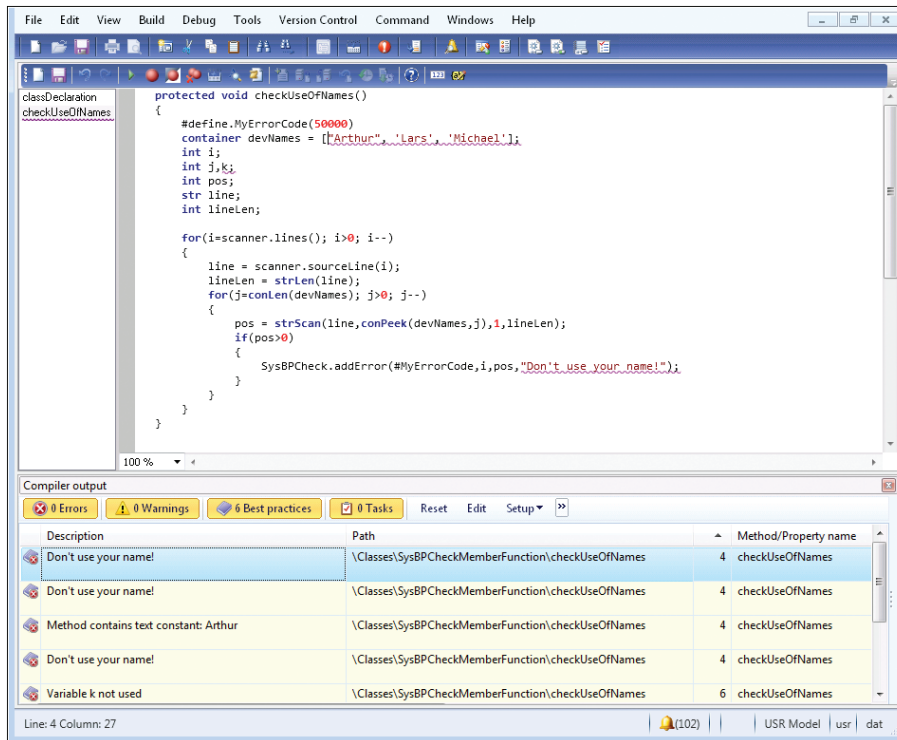 File Edit View Build Debug Tools Version Control Command Windows Help
classDeclaration
checkUseOfNames
protected void checkUseOfNames()
{
#define.MyErrorCode(50000)
container devNames = ["Arthur", 'Lars', 'Michael'];
int i;
int j,k;
int pos;
str line;
int lineLen;
for(i=scanner.lines(); i>0; i--)
{
line = scanner.sourceLine(i);
lineLen = strLen(line);
for(j=conLen(devNames); j>0; j--)
{
pos = strScan(line,conPeek(devNames,j),1,lineLen);
if(pos>0)
{
SysBPCheck.addError(#MyErrorCode,i,pos,"Don't use your name!");
}
}
}
}
100 %
Compiler output
0 Errors 0 Warnings 6 Best practices 0 Tasks Reset Edit Setup
Description Path Method/Property name
Don't use your name! \Classes\SysBPCheckMemberFunction\checkUseOfNames 4 checkUseOfNames
Don't use your name! \Classes\SysBPCheckMemberFunction\checkUseOfNames 4 checkUseOfNames
Method contains text constant: Arthur \Classes\SysBPCheckMemberFunction\checkUseOfNames 4 checkUseOfNames
Don't use your name! \Classes\SysBPCheckMemberFunction\checkUseOfNames 4 checkUseOfNames
Variable k not used \Classes\SysBPCheckMemberFunction\checkUseOfNames 6 checkUseOfNames
Line: 4 Column: 27 (102) USR Model usr dat